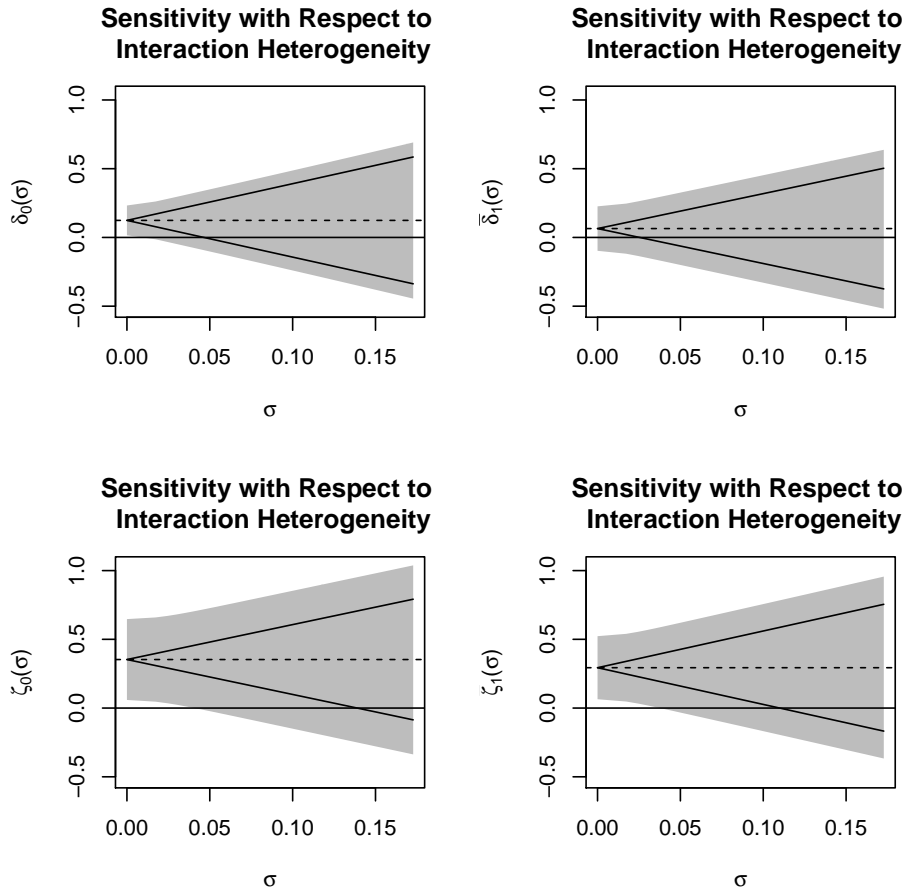 Sensitivity with Respect to
Interaction Heterogeneity
δ0(σ)
1.0
0.5
0.0
−0.5
0.00 0.05 0.10 0.15
σ
Sensitivity with Respect to
Interaction Heterogeneity
δ̅1(σ)
1.0
0.5
0.0
−0.5
0.00 0.05 0.10 0.15
σ
Sensitivity with Respect to
Interaction Heterogeneity
ζ0(σ)
1.0
0.5
0.0
−0.5
0.00 0.05 0.10 0.15
σ
Sensitivity with Respect to
Interaction Heterogeneity
ζ1(σ)
1.0
0.5
0.0
−0.5
0.00 0.05 0.10 0.15
σ